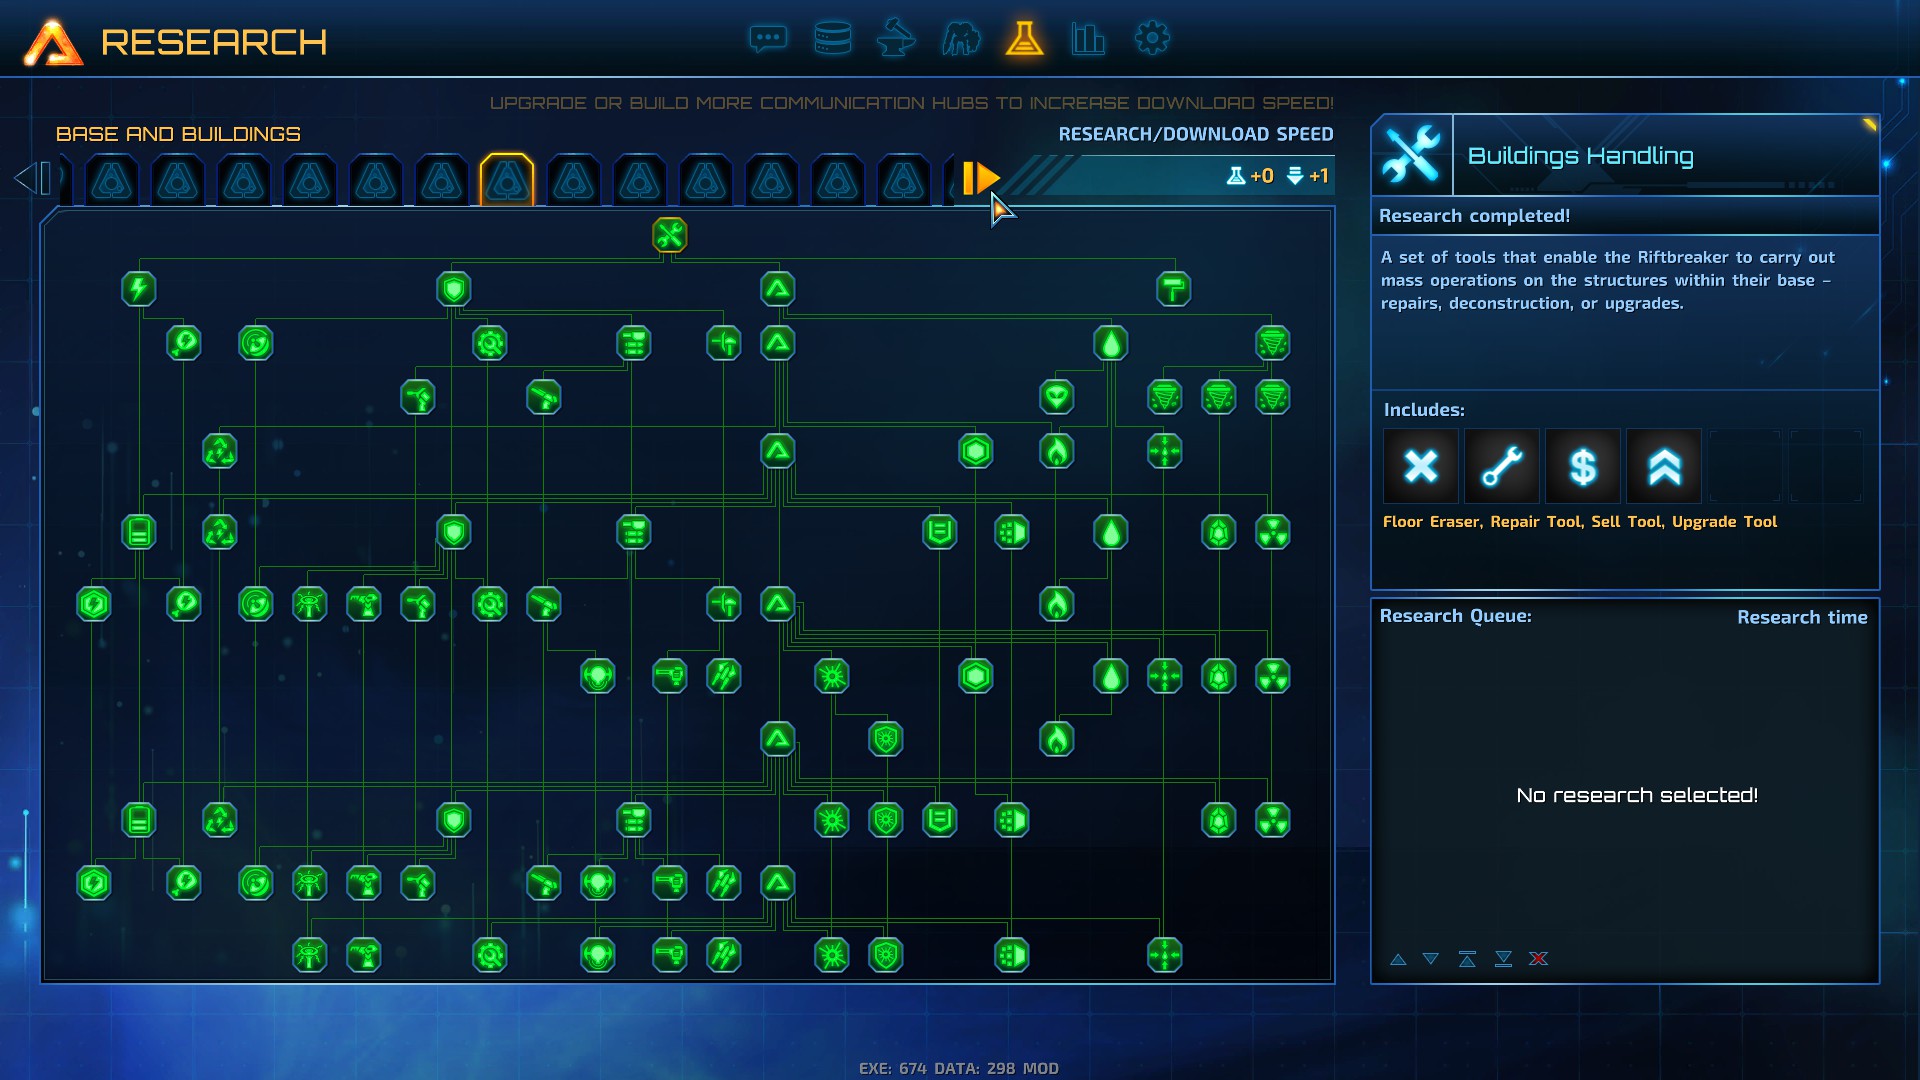 RESEARCH
UPGRADE OR BUILD MORE COMMUNICATION HUBS TO INCREASE DOWNLOAD SPEED!
BASE AND BUILDINGS
RESEARCH/DOWNLOAD SPEED
+0 +1
Buildings Handling
Research completed!
A set of tools that enable the Riftbreaker to carry out
mass operations on the structures within their base –
repairs, deconstruction, or upgrades.
Includes:
Floor Eraser, Repair Tool, Sell Tool, Upgrade Tool
Research Queue:
Research time
No research selected!
EXE: 674 DATA: 298 MOD